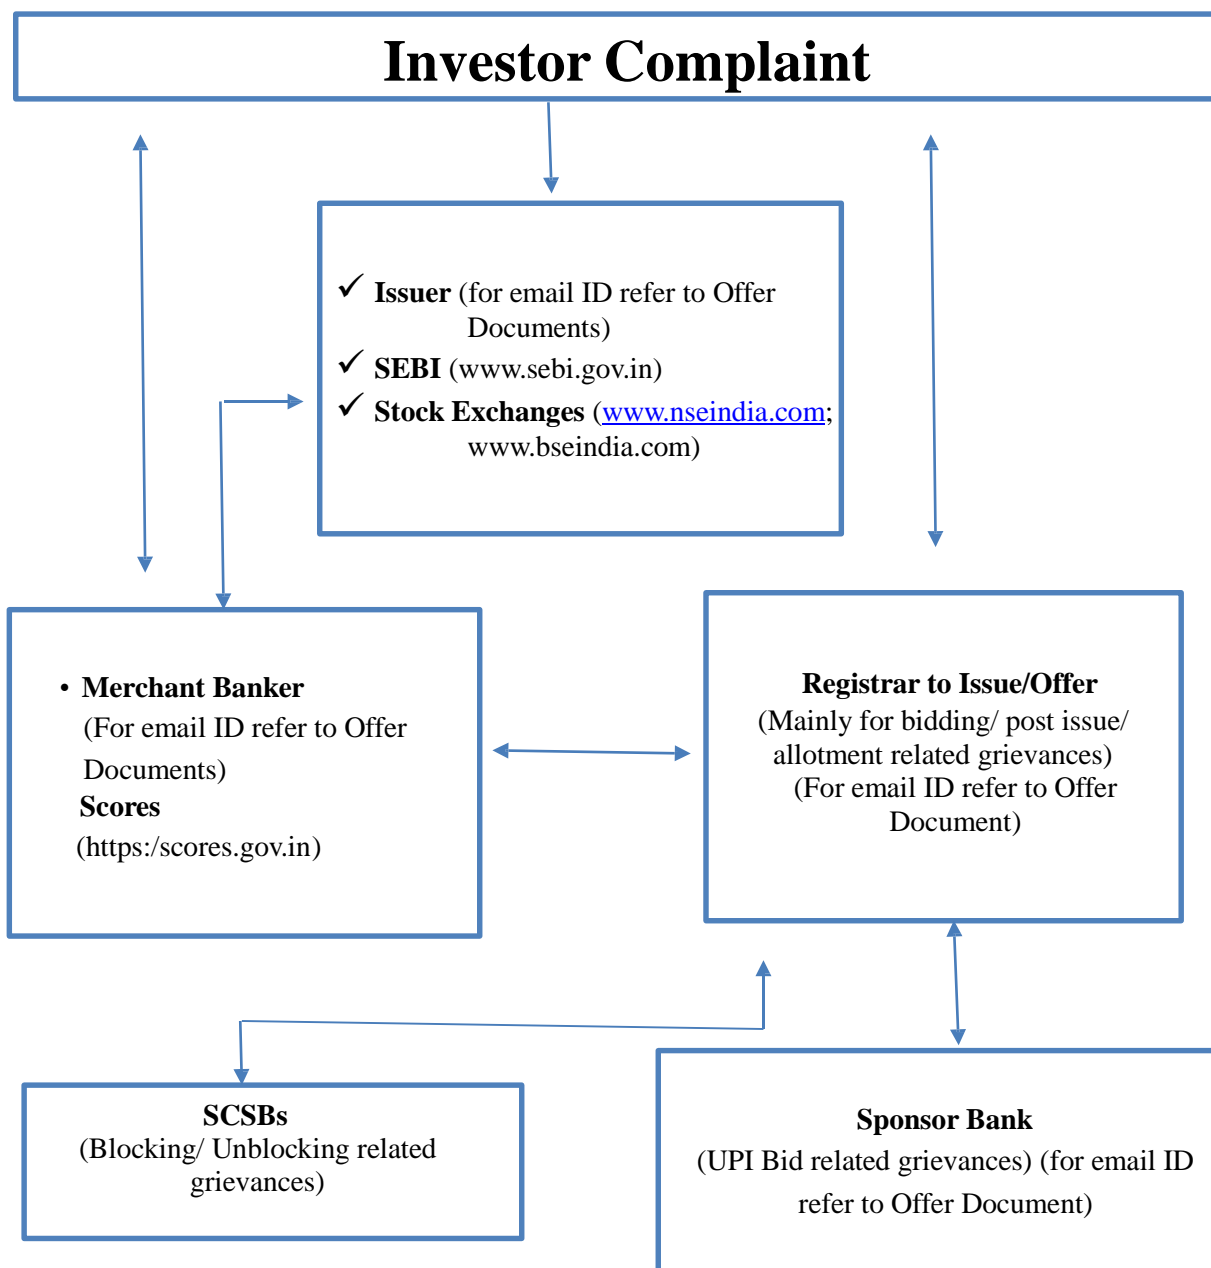 Investor Complaint
✓ Issuer (for email ID refer to Offer
Documents)
✓ SEBI (www.sebi.gov.in)
✓ Stock Exchanges (www.nseindia.com;
www.bseindia.com)
• Merchant Banker
(For email ID refer to Offer
Documents)
Scores
(https:/scores.gov.in)
Registrar to Issue/Offer
(Mainly for bidding/ post issue/
allotment related grievances)
(For email ID refer to Offer
Document)
SCSBs
(Blocking/ Unblocking related
grievances)
Sponsor Bank
(UPI Bid related grievances) (for email ID
refer to Offer Document)